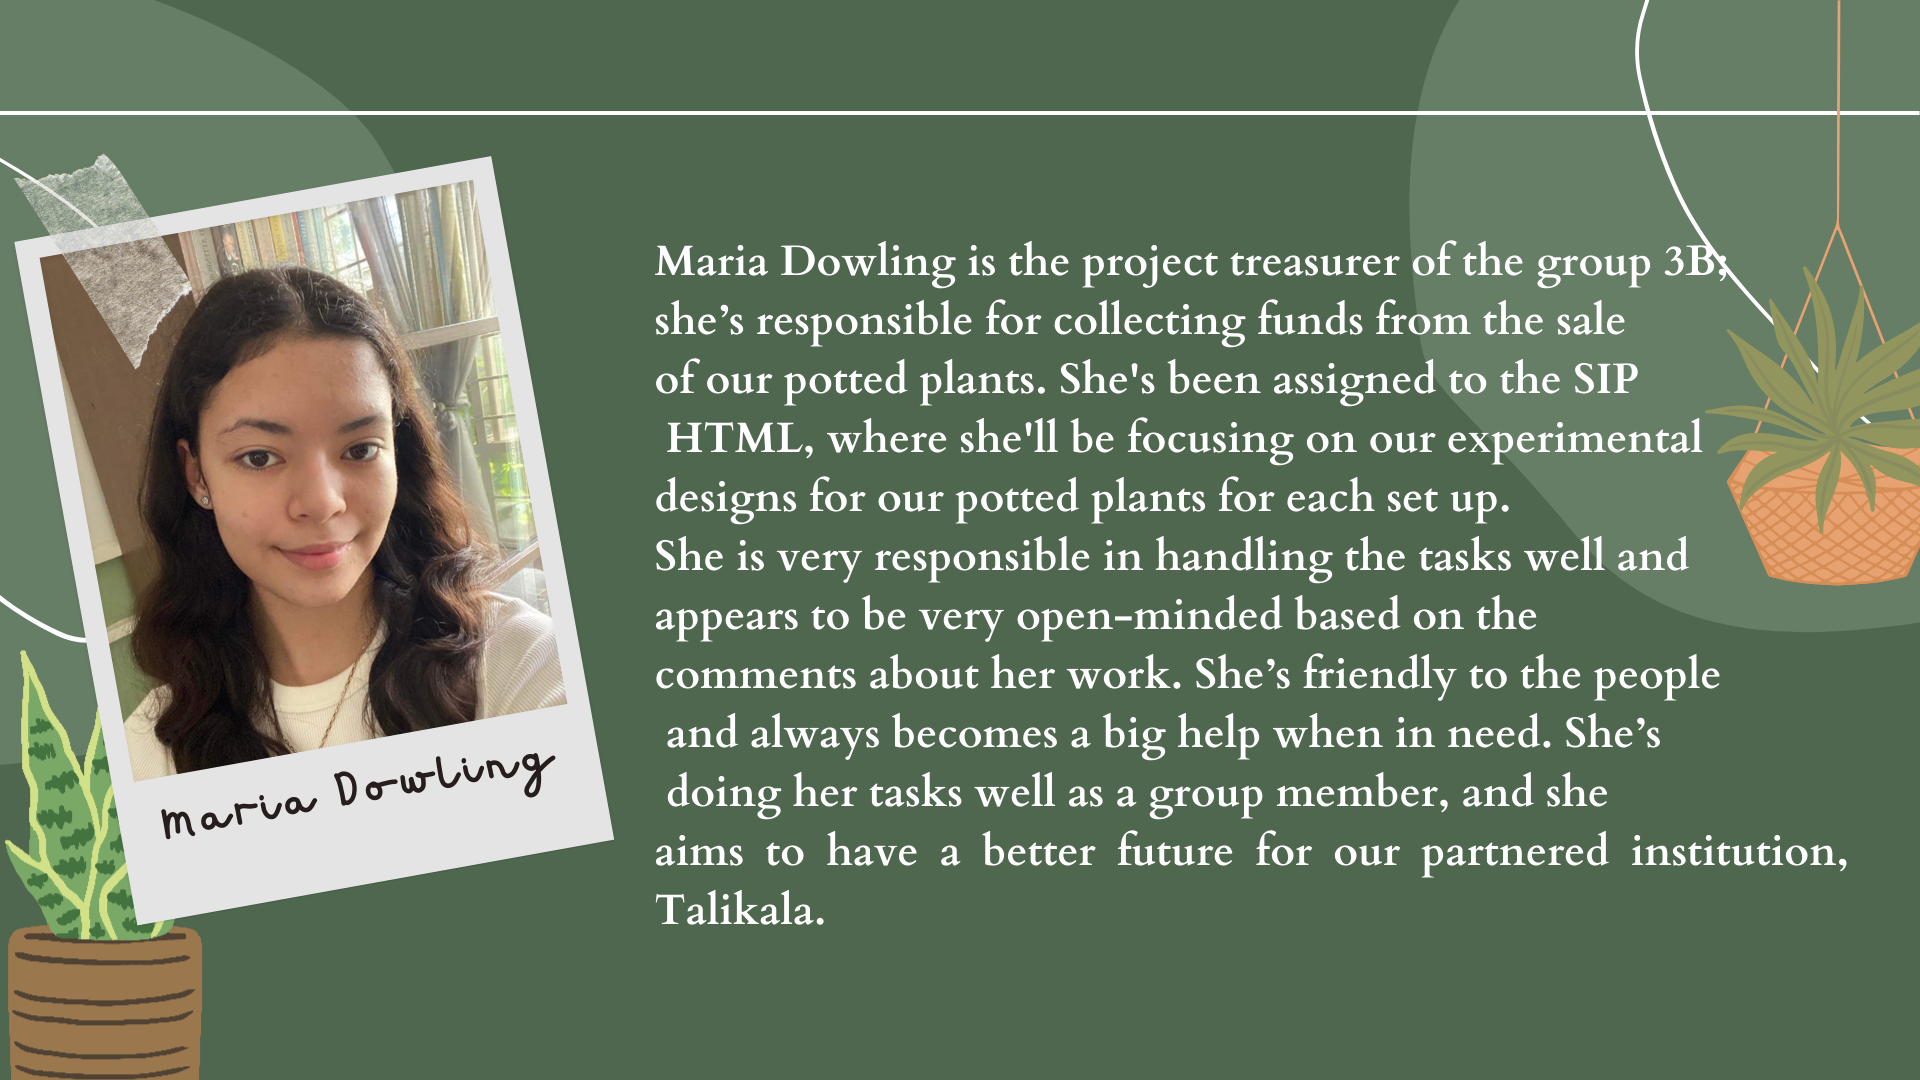 Maria Dowling is the project treasurer of the group 3B;
she’s responsible for collecting funds from the sale
of our potted plants. She's been assigned to the SIP
HTML, where she'll be focusing on our experimental
designs for our potted plants for each set up.
She is very responsible in handling the tasks well and
appears to be very open-minded based on the
comments about her work. She’s friendly to the people
and always becomes a big help when in need. She’s
doing her tasks well as a group member, and she
aims to have a better future for our partnered institution,
Talikala.
Maria Dowling